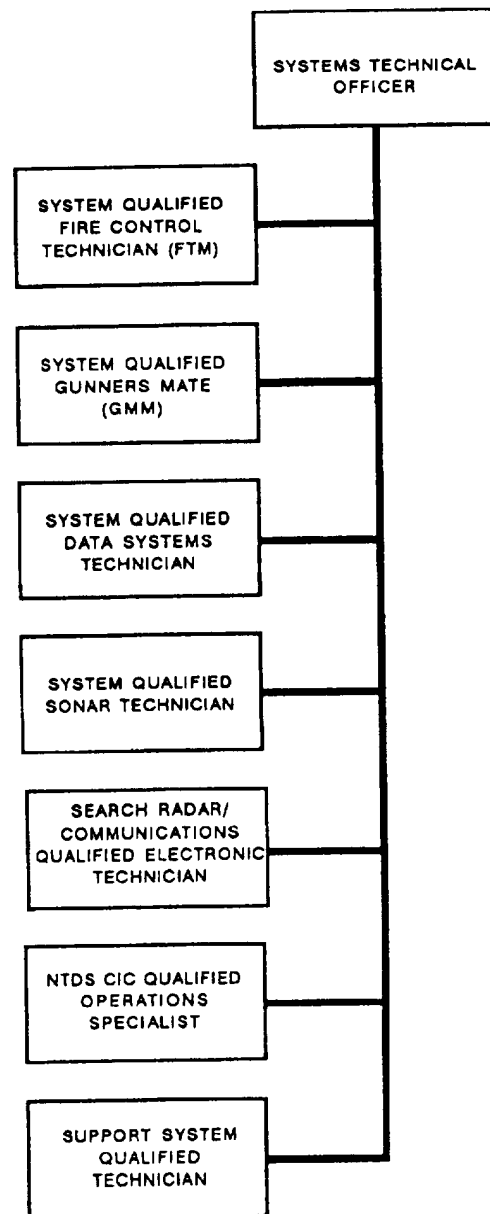 SYSTEMS TECHNICAL
OFFICER
SYSTEM QUALIFIED
FIRE CONTROL
TECHNICIAN (FTM)
SYSTEM QUALIFIED
GUNNERS MATE
(GMM)
SYSTEM QUALIFIED
DATA SYSTEMS
TECHNICIAN
SYSTEM QUALIFIED
SONAR TECHNICIAN
SEARCH RADAR/
COMMUNICATIONS
QUALIFIED ELECTRONIC
TECHNICIAN
NTDS CIC QUALIFIED
OPERATIONS
SPECIALIST
SUPPORT SYSTEM
QUALIFIED
TECHNICIAN